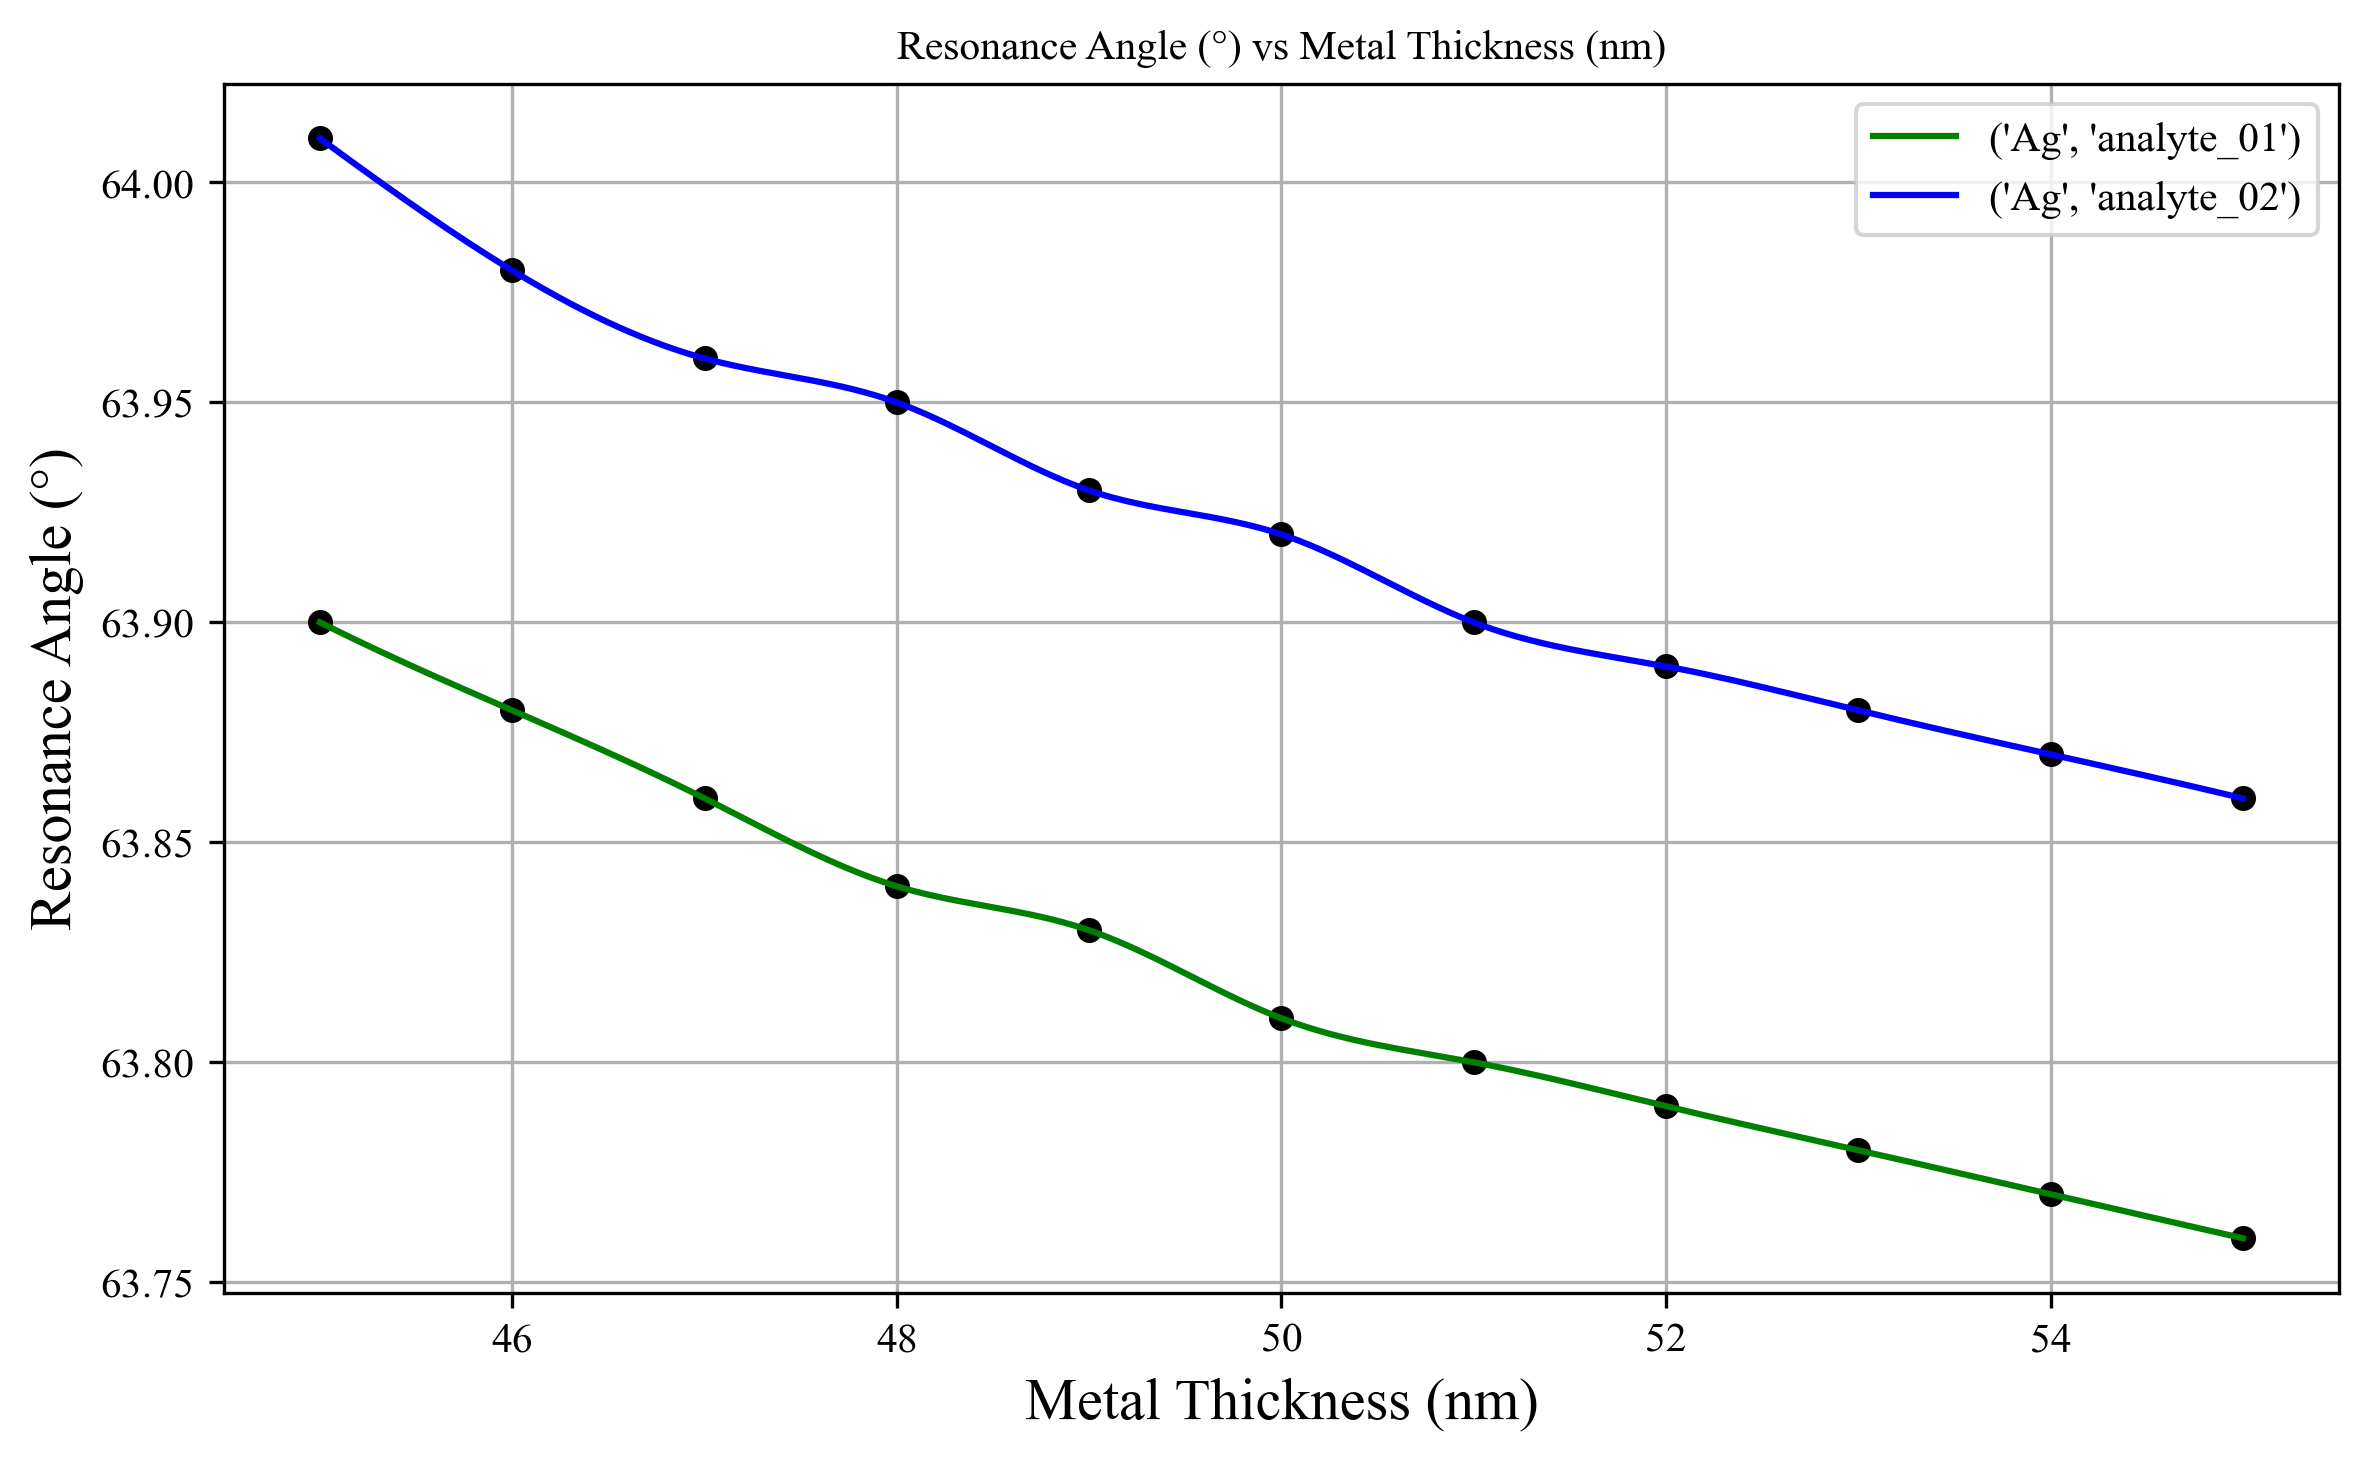 Resonance Angle (°) vs Metal Thickness (nm)
('Ag', 'analyte_01')
('Ag', 'analyte_02')
Resonance Angle (°)
64.00
63.95
63.90
63.85
63.80
63.75
46 48 50 52 54
Metal Thickness (nm)